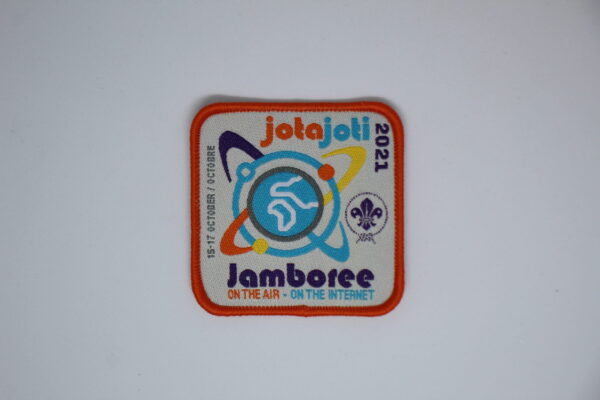 jotajoti
2021
15-17 OCTOBER / OCTOBRE
Jamboree
ON THE AIR - ON THE INTERNET